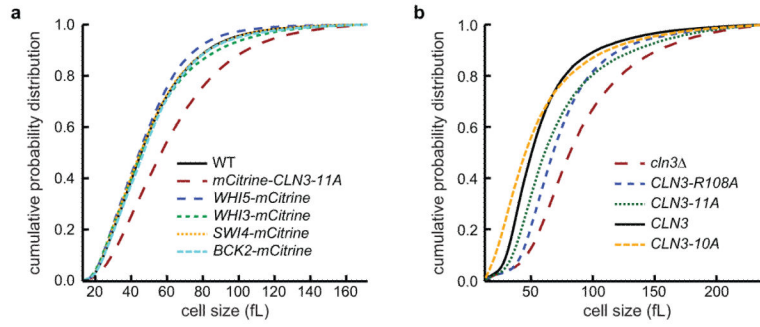 a
cumulative probability distribution
1.0
0.8
0.6
0.4
0.2
0.0
20 40 60 80 100 120 140 160
cell size (fL)
WT
mCitrine-CLN3-11A
WHI5-mCitrine
WHI3-mCitrine
SWI4-mCitrine
BCK2-mCitrine
b
cumulative probability distribution
1.0
0.8
0.6
0.4
0.2
0.0
50 100 150 200
cell size (fL)
cln3Δ
CLN3-R108A
CLN3-11A
CLN3
CLN3-10A